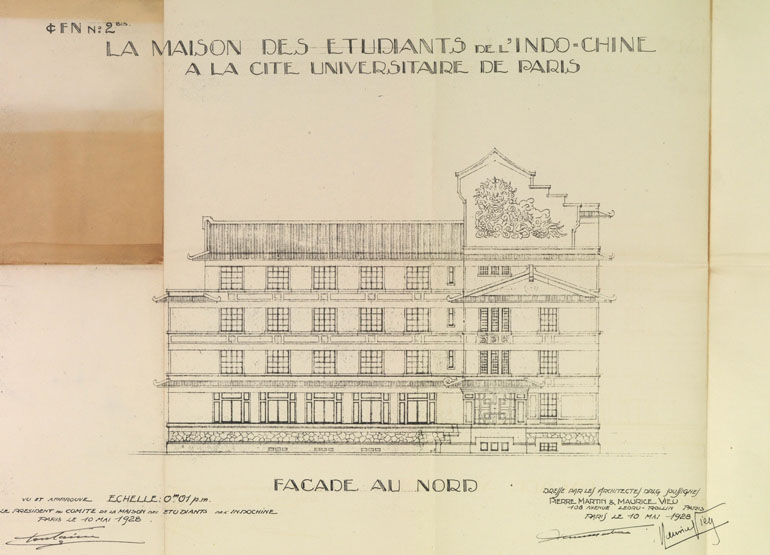 ¢ F N No 2 Bis.
LA MAISON DES ETUDIANTS DE L'INDO-CHINE
A LA CITE UNIVERSITAIRE DE PARIS
FACADE AU NORD
VU ET APPROUVE ECHELLE: 0m01 p.m.
LE PRESIDENT DU COMITE DE LA MAISON DES ETUDIANTS DE L'INDOCHINE
PARIS LE 10 MAI 1928
DRESSE PAR LES ARCHITECTES DPLG SOUSSIGNES
PIERRE MARTIN & MAURICE VIEU
108 AVENUE LEDRU-ROLLIN PARIS
PARIS LE 10 MAI 1928